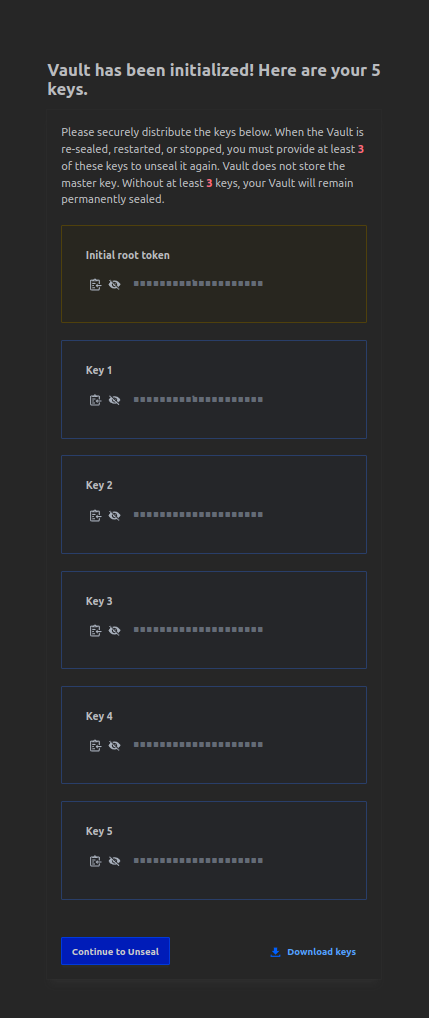 Vault has been initialized! Here are your 5
keys.
Please securely distribute the keys below. When the Vault is
re-sealed, restarted, or stopped, you must provide at least 3
of these keys to unseal it again. Vault does not store the
master key. Without at least 3 keys, your Vault will remain
permanently sealed.
Initial root token
Key 1
Key 2
Key 3
Key 4
Key 5
Continue to Unseal
Download keys